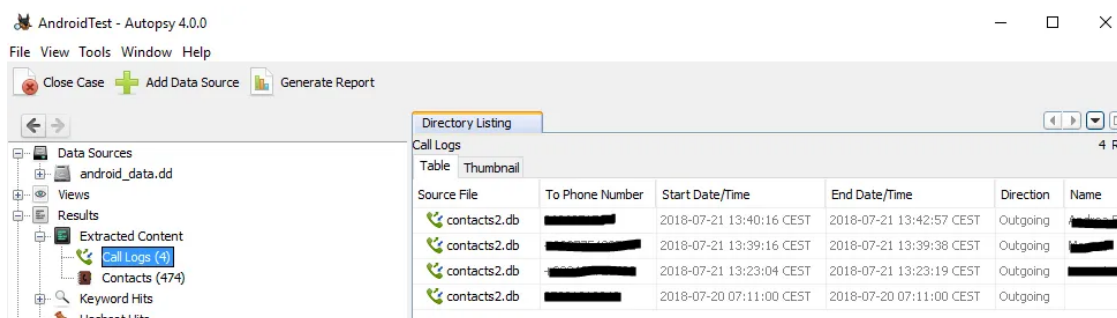 AndroidTest - Autopsy 4.0.0
File View Tools Window Help
Close Case Add Data Source Generate Report
Directory Listing
Call Logs 4 R
Table Thumbnail
Source File To Phone Number Start Date/Time End Date/Time Direction Name
contacts2.db 2018-07-21 13:40:16 CEST 2018-07-21 13:42:57 CEST Outgoing
contacts2.db 2018-07-21 13:39:16 CEST 2018-07-21 13:39:38 CEST Outgoing
contacts2.db 2018-07-21 13:23:04 CEST 2018-07-21 13:23:19 CEST Outgoing
contacts2.db 2018-07-20 07:11:00 CEST 2018-07-20 07:11:00 CEST Outgoing
Data Sources
android_data.dd
Views
Results
Extracted Content
Call Logs (4)
Contacts (474)
Keyword Hits